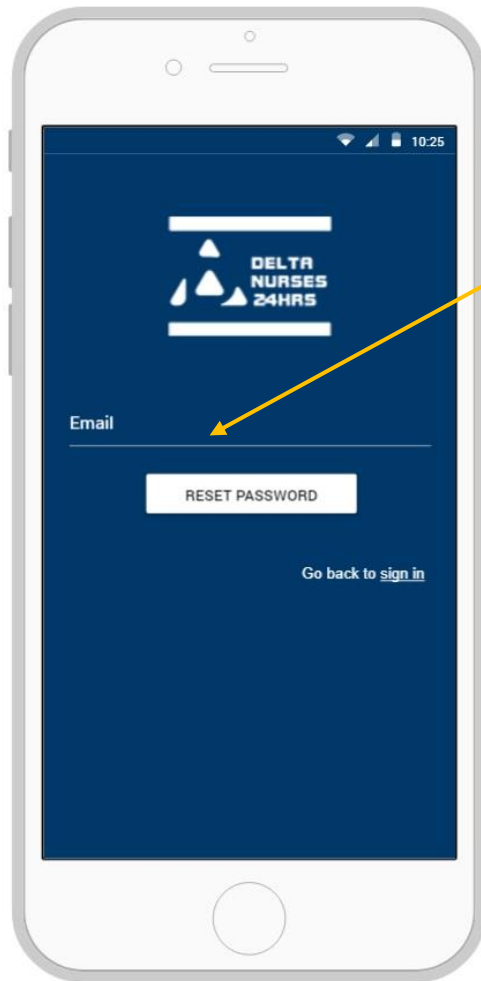 10:25
DELTA
NURSES
24HRS
Email
RESET PASSWORD
Go back to sign in